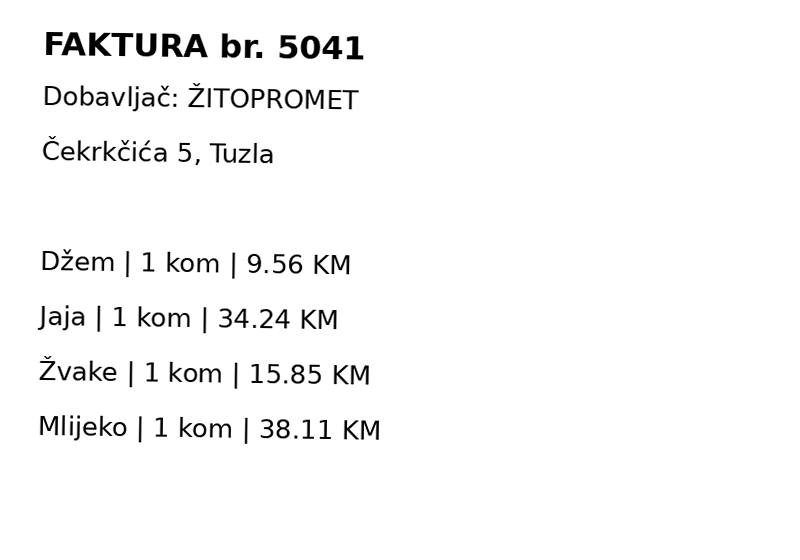 FAKTURA br. 5041
Dobavljač: ŽITOPROMET
Čekrkčića 5, Tuzla
Džem | 1 kom | 9.56 KM
Jaja | 1 kom | 34.24 KM
Žvake | 1 kom | 15.85 KM
Mlijeko | 1 kom | 38.11 KM